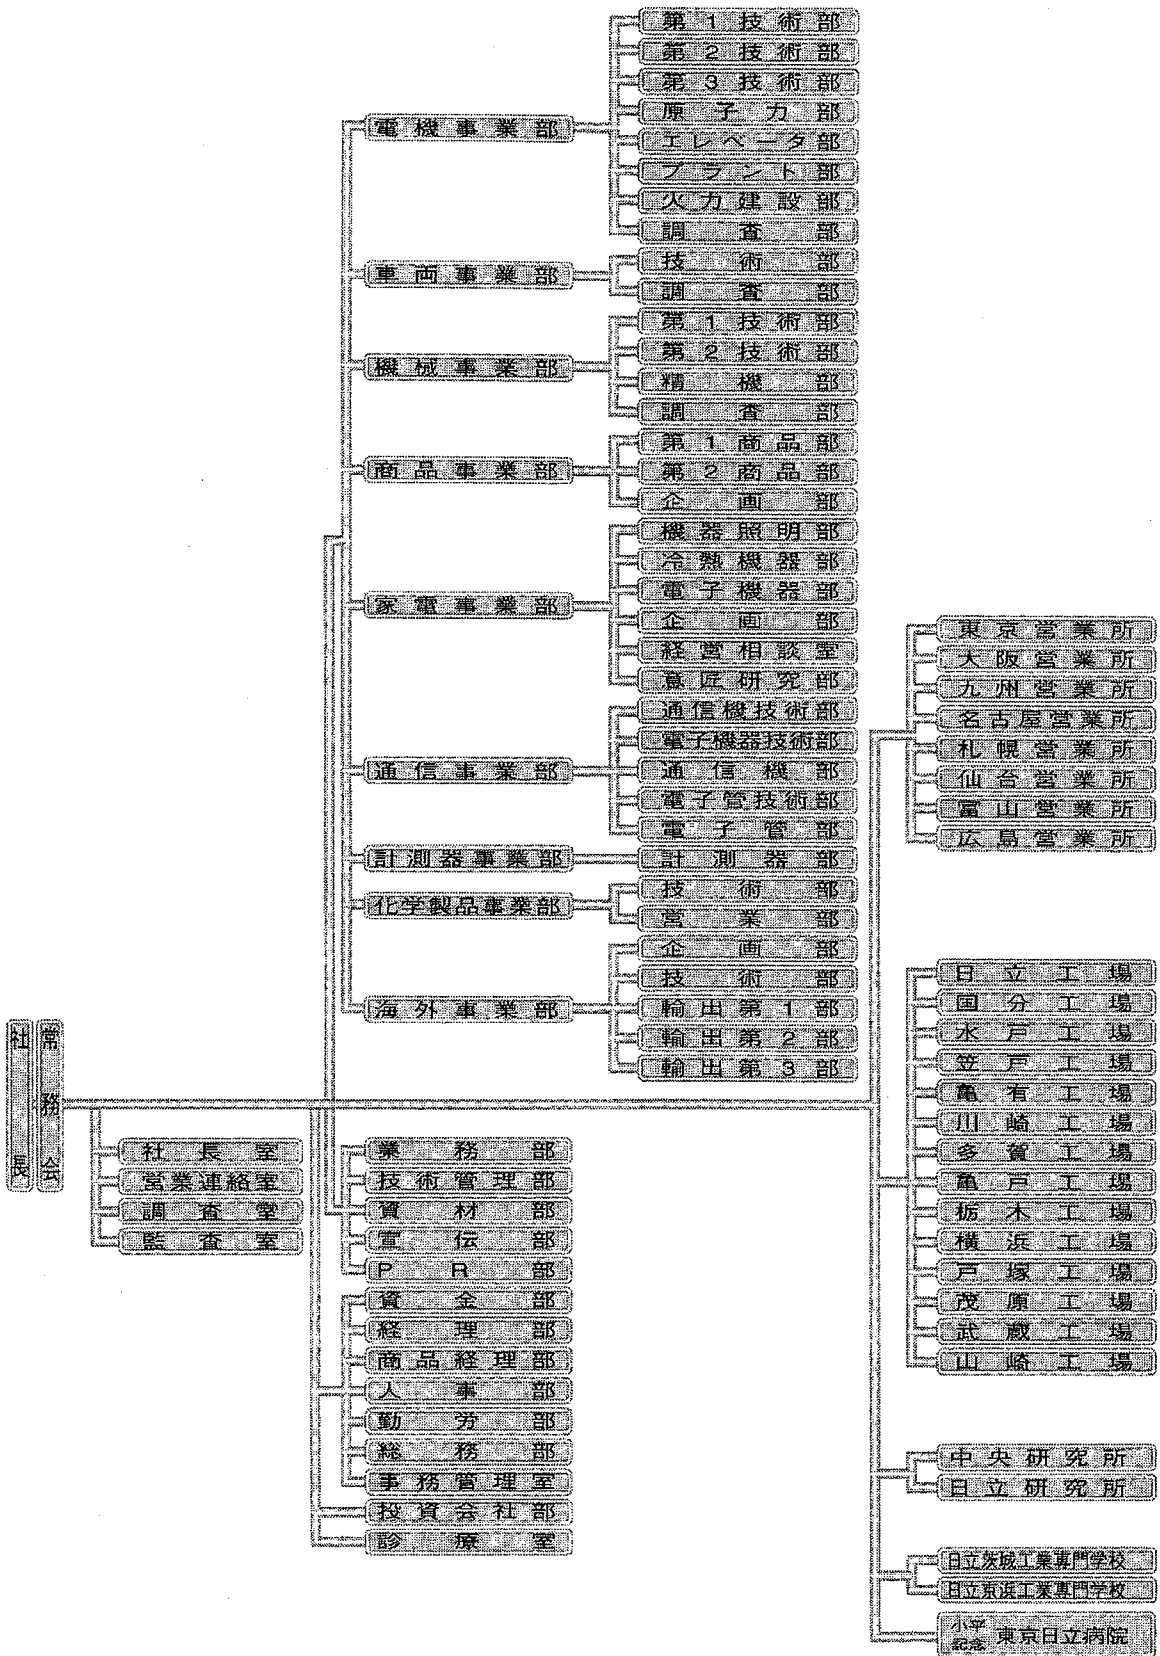 社長
常務会
社長室
営業連絡室
調査室
監査室
電機事業部
第1技術部
第2技術部
第3技術部
原子力部
エレベータ部
プラント部
火力建設部
調査部
車両事業部
技術部
調査部
機械事業部
第1技術部
第2技術部
精機部
調査部
商品事業部
第1商品部
第2商品部
企画部
家電事業部
機器照明部
冷熱機器部
電子機器部
企画部
経営相談室
意匠研究部
通信事業部
通信機技術部
電子機器技術部
通信機部
電子管技術部
電子管部
計測器事業部
計測器部
化学製品事業部
技術部
営業部
海外事業部
企画部
技術部
輸出第1部
輸出第2部
輸出第3部
業務部
技術管理部
資材部
宣伝部
PR部
資金部
経理部
商品経理部
人事部
勤労部
総務部
事務管理室
投資会社部
診療室
東京営業所
大阪営業所
九州営業所
名古屋営業所
札幌営業所
仙台営業所
富山営業所
広島営業所
日立工場
国分工場
水戸工場
笠戸工場
亀有工場
川崎工場
多賀工場
亀戸工場
栃木工場
横浜工場
戸塚工場
茂原工場
武蔵工場
山崎工場
中央研究所
日立研究所
日立茨城工業専門学校
日立京浜工業専門学校
小平記念 東京日立病院